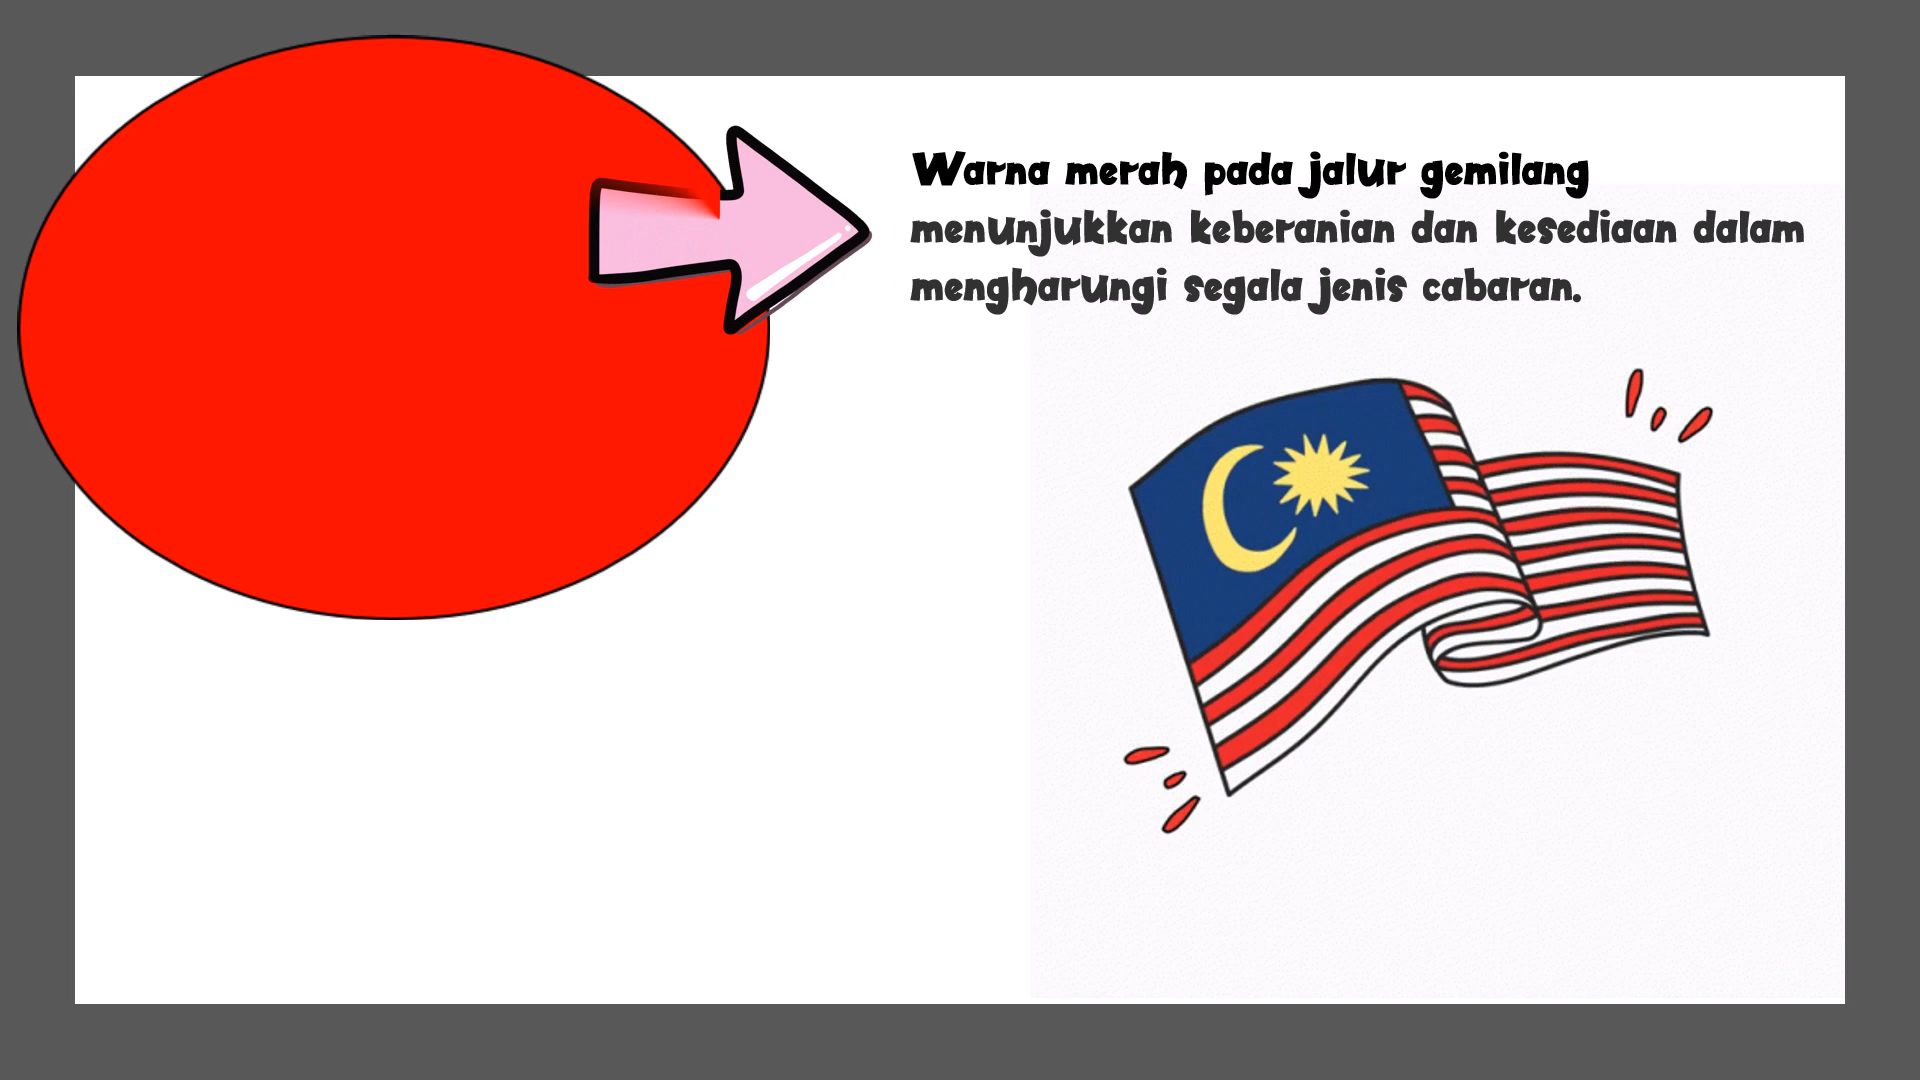 Warna merah pada jalur gemilang
menunjukkan keberanian dan kesediaan dalam
mengharungi segala jenis cabaran.